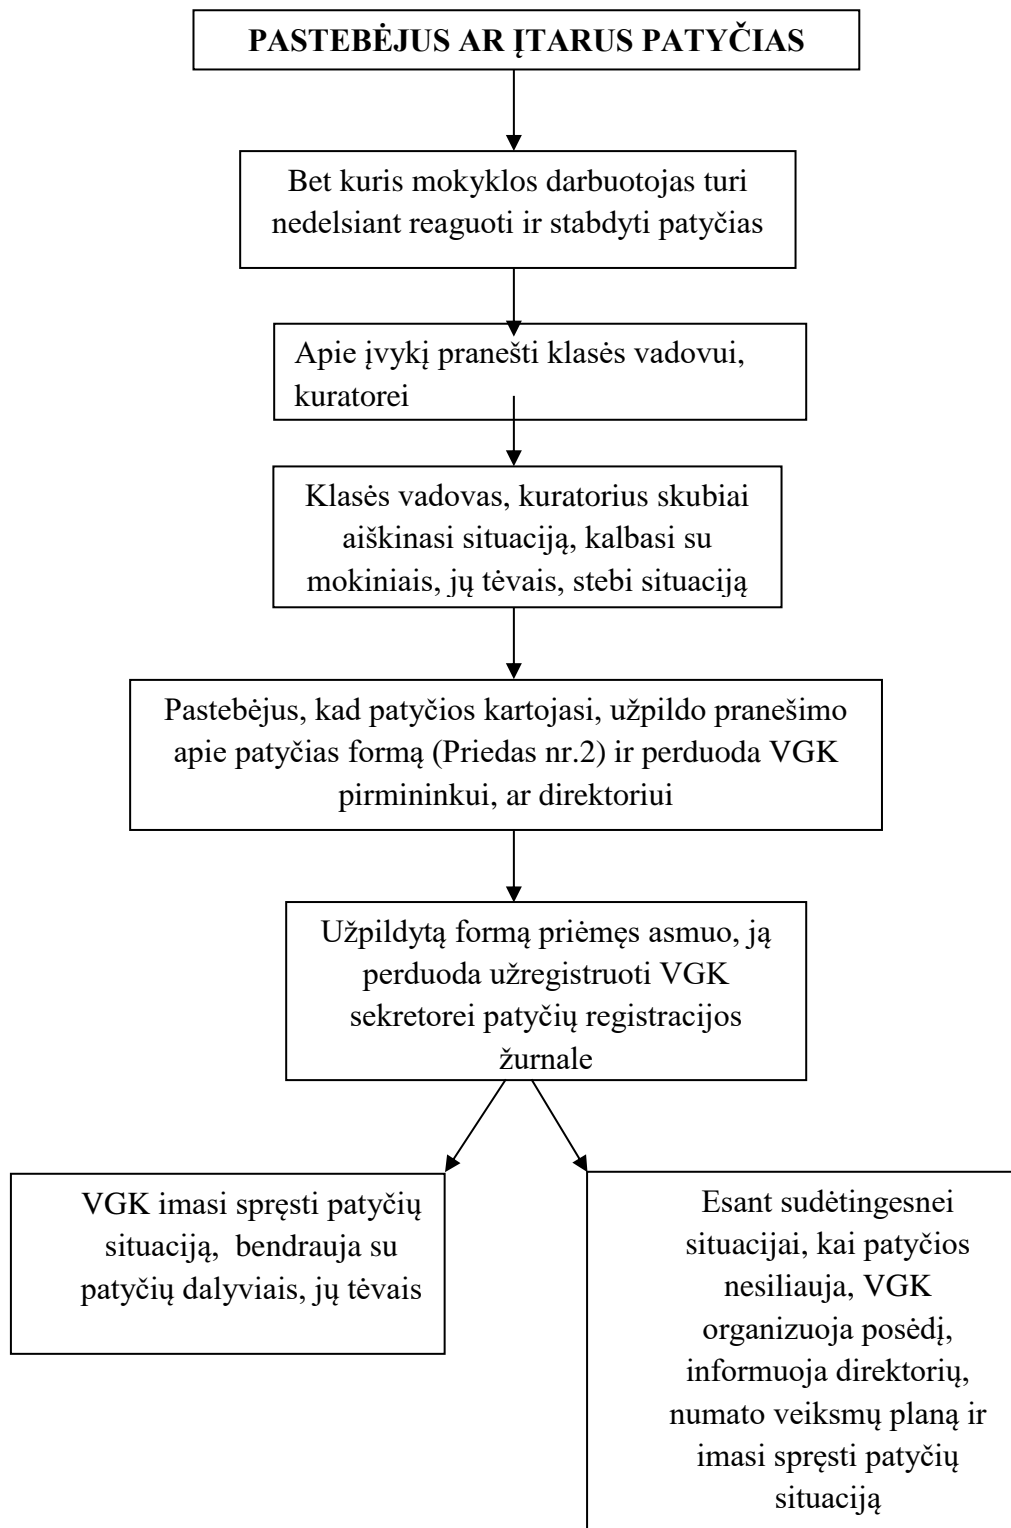 PASTEBĖJUS AR ĮTARUS PATYČIAS
Bet kuris mokyklos darbuotojas turi
nedelsiant reaguoti ir stabdyti patyčias
Apie įvykį pranešti klasės vadovui,
kuratorei
Klasės vadovas, kuratorius skubiai
aiškinasi situaciją, kalbasi su
mokiniais, jų tėvais, stebi situaciją
Pastebėjus, kad patyčios kartojasi, užpildo pranešimo
apie patyčias formą (Priedas nr.2) ir perduoda VGK
pirmininkui, ar direktoriui
Užpildytą formą priėmęs asmuo, ją
perduoda užregistruoti VGK
sekretorei patyčių registracijos
žurnale
VGK imasi spręsti patyčių
situaciją, bendrauja su
patyčių dalyviais, jų tėvais
Esant sudėtingesnei
situacijai, kai patyčios
nesiliauja, VGK
organizuoja posėdį,
informuoja direktorių,
numato veiksmų planą ir
imasi spręsti patyčių
situaciją